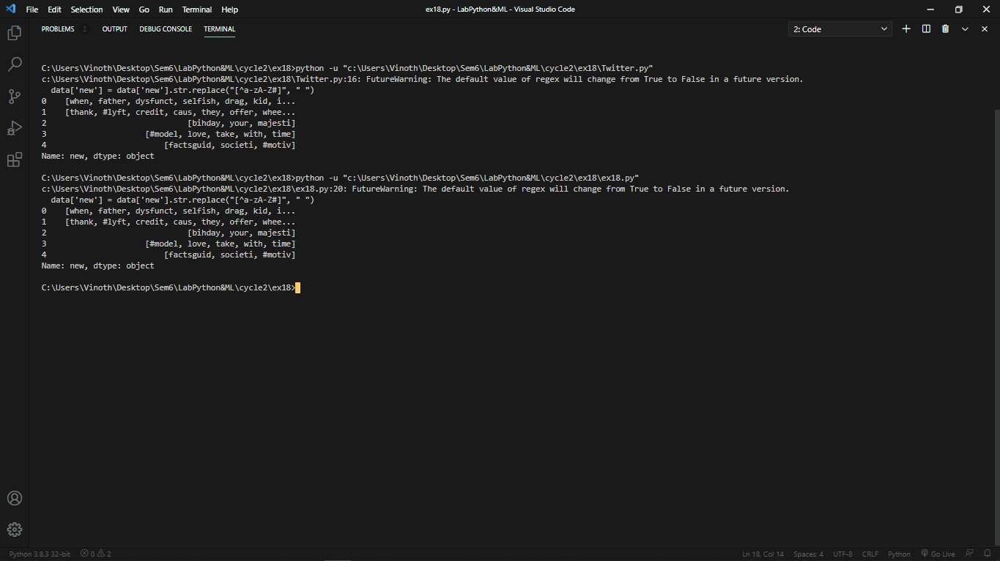 File Edit Selection View Go Run Terminal Help ex18.py - LabPython&ML - Visual Studio Code
PROBLEMS 2 OUTPUT DEBUG CONSOLE TERMINAL 2: Code
C:\Users\Vinoth\Desktop\Sem6\LabPython&ML\cycle2\ex18>python -u "c:\Users\Vinoth\Desktop\Sem6\LabPython&ML\cycle2\ex18\Twitter.py"
c:\Users\Vinoth\Desktop\Sem6\LabPython&ML\cycle2\ex18\Twitter.py:16: FutureWarning: The default value of regex will change from True to False in a future version.
  data['new'] = data['new'].str.replace("[^a-zA-Z#]", " ")
0    [when, father, dysfunct, selfish, drag, kid, i...
1    [thank, #lyft, credit, caus, they, offer, whee...
2                              [bihday, your, majesti]
3                     [#model, love, take, with, time]
4                         [factsguid, societi, #motiv]
Name: new, dtype: object
C:\Users\Vinoth\Desktop\Sem6\LabPython&ML\cycle2\ex18>python -u "c:\Users\Vinoth\Desktop\Sem6\LabPython&ML\cycle2\ex18\ex18.py"
c:\Users\Vinoth\Desktop\Sem6\LabPython&ML\cycle2\ex18\ex18.py:20: FutureWarning: The default value of regex will change from True to False in a future version.
  data['new'] = data['new'].str.replace("[^a-zA-Z#]", " ")
0    [when, father, dysfunct, selfish, drag, kid, i...
1    [thank, #lyft, credit, caus, they, offer, whee...
2                              [bihday, your, majesti]
3                     [#model, love, take, with, time]
4                         [factsguid, societi, #motiv]
Name: new, dtype: object
C:\Users\Vinoth\Desktop\Sem6\LabPython&ML\cycle2\ex18>
Python 3.8.3 32-bit 0 2 Ln 18, Col 14 Spaces: 4 UTF-8 CRLF Python Go Live